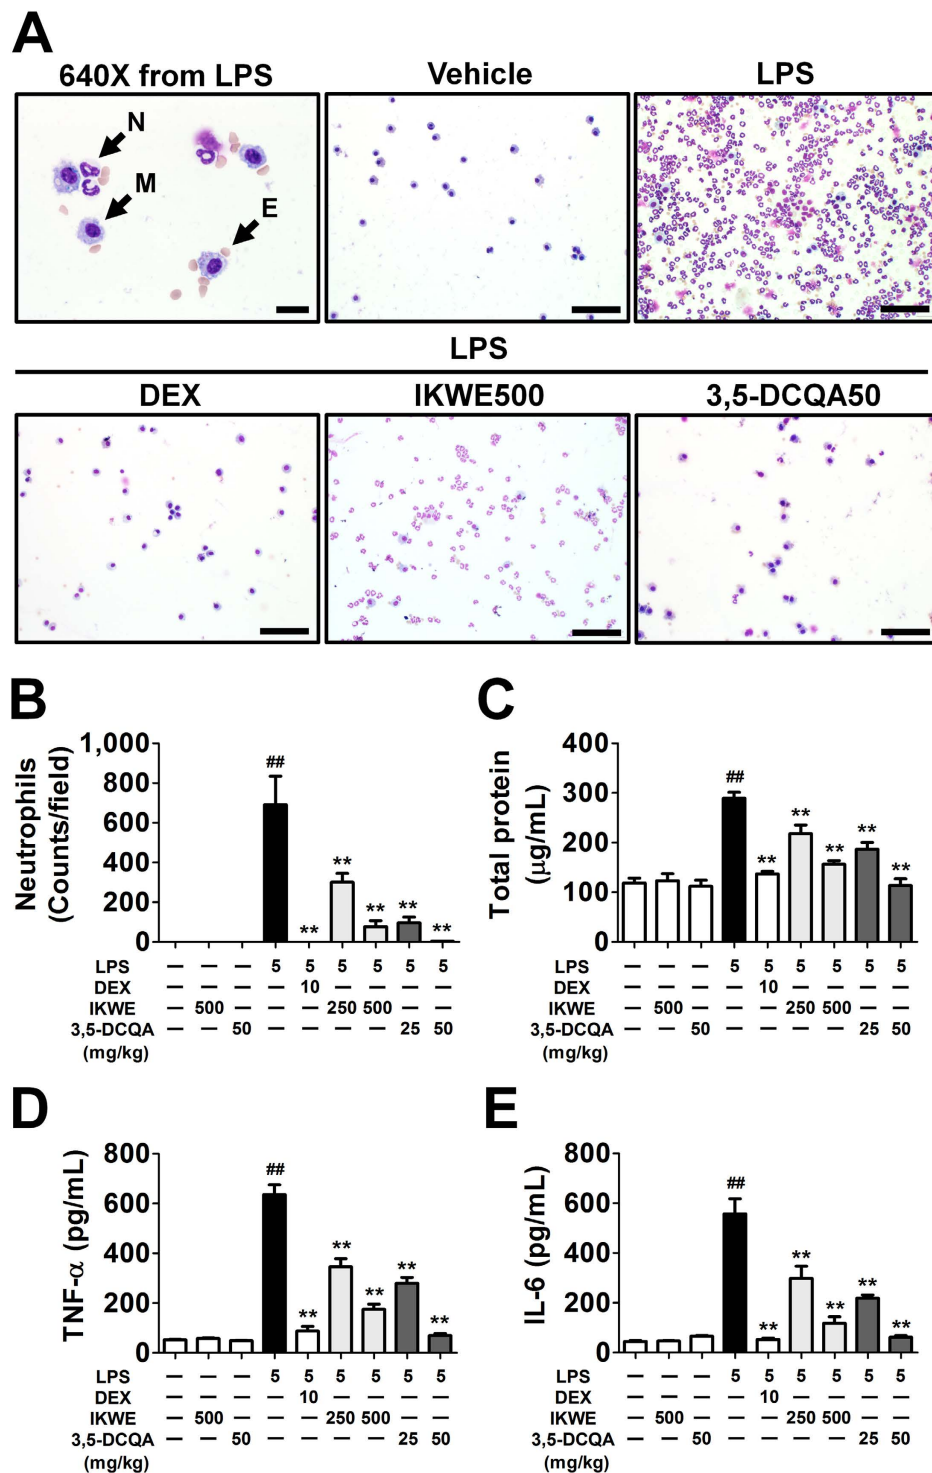 A
640X from LPS Vehicle LPS
N
M
E
LPS
DEX IKWE500 3,5-DCQA50
B
Neutrophils
(Counts/field)
1,000
800
600
400
200
0
##
**
**
**
**
**
LPS — — — 5 5 5 5 5 5
DEX — — — — 10 — — — —
IKWE — 500 — — — 250 500 — —
3,5-DCQA — — 50 — — — — 25 50
(mg/kg)
C
Total protein
(µg/mL)
400
300
200
100
0
##
**
**
**
**
**
LPS — — — 5 5 5 5 5 5
DEX — — — — 10 — — — —
IKWE — 500 — — — 250 500 — —
3,5-DCQA — — 50 — — — — 25 50
(mg/kg)
D
TNF-α (pg/mL)
800
600
400
200
0
##
**
**
**
**
**
LPS — — — 5 5 5 5 5 5
DEX — — — — 10 — — — —
IKWE — 500 — — — 250 500 — —
3,5-DCQA — — 50 — — — — 25 50
(mg/kg)
E
IL-6 (pg/mL)
800
600
400
200
0
##
**
**
**
**
**
LPS — — — 5 5 5 5 5 5
DEX — — — — 10 — — — —
IKWE — 500 — — — 250 500 — —
3,5-DCQA — — 50 — — — — 25 50
(mg/kg)